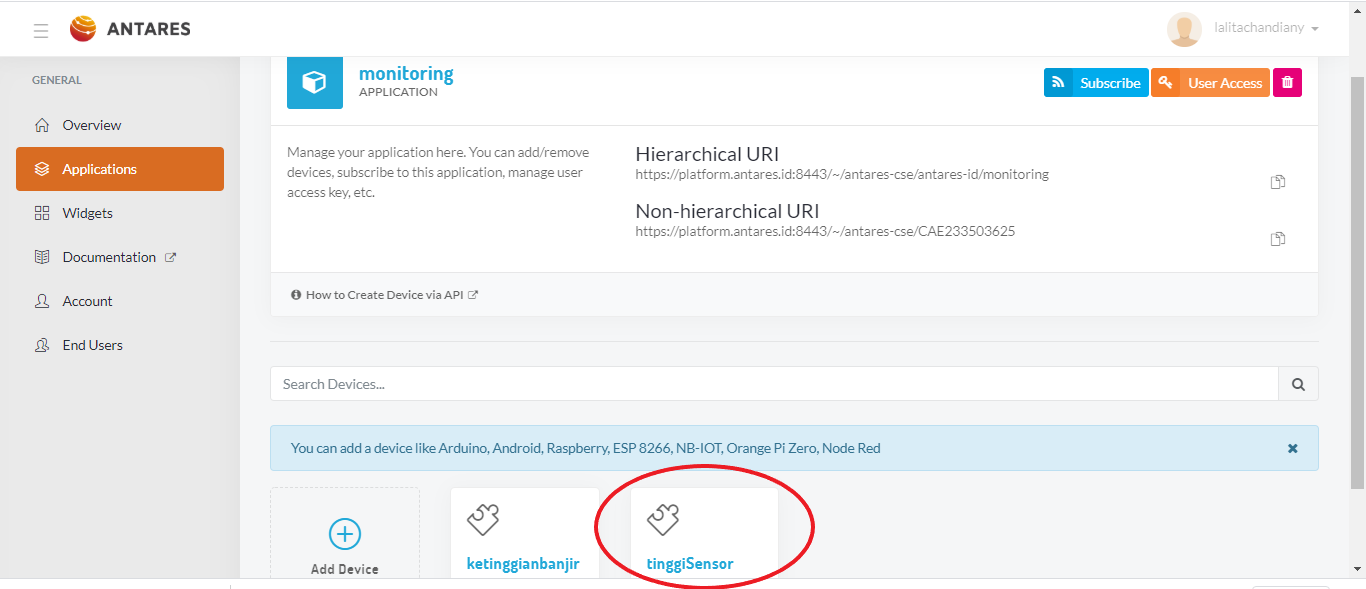 ANTARES
lalitachandiany
GENERAL
Overview
Applications
Widgets
Documentation
Account
End Users
monitoring
APPLICATION
Subscribe
User Access
Manage your application here. You can add/remove
devices, subscribe to this application, manage user
access key, etc.
Hierarchical URI
https://platform.antares.id:8443/~/antares-cse/antares-id/monitoring
Non-hierarchical URI
https://platform.antares.id:8443/~/antares-cse/CAE233503625
How to Create Device via API
Search Devices...
You can add a device like Arduino, Android, Raspberry, ESP 8266, NB-IOT, Orange Pi Zero, Node Red
Add Device
ketinggianbanjir
tinggiSensor